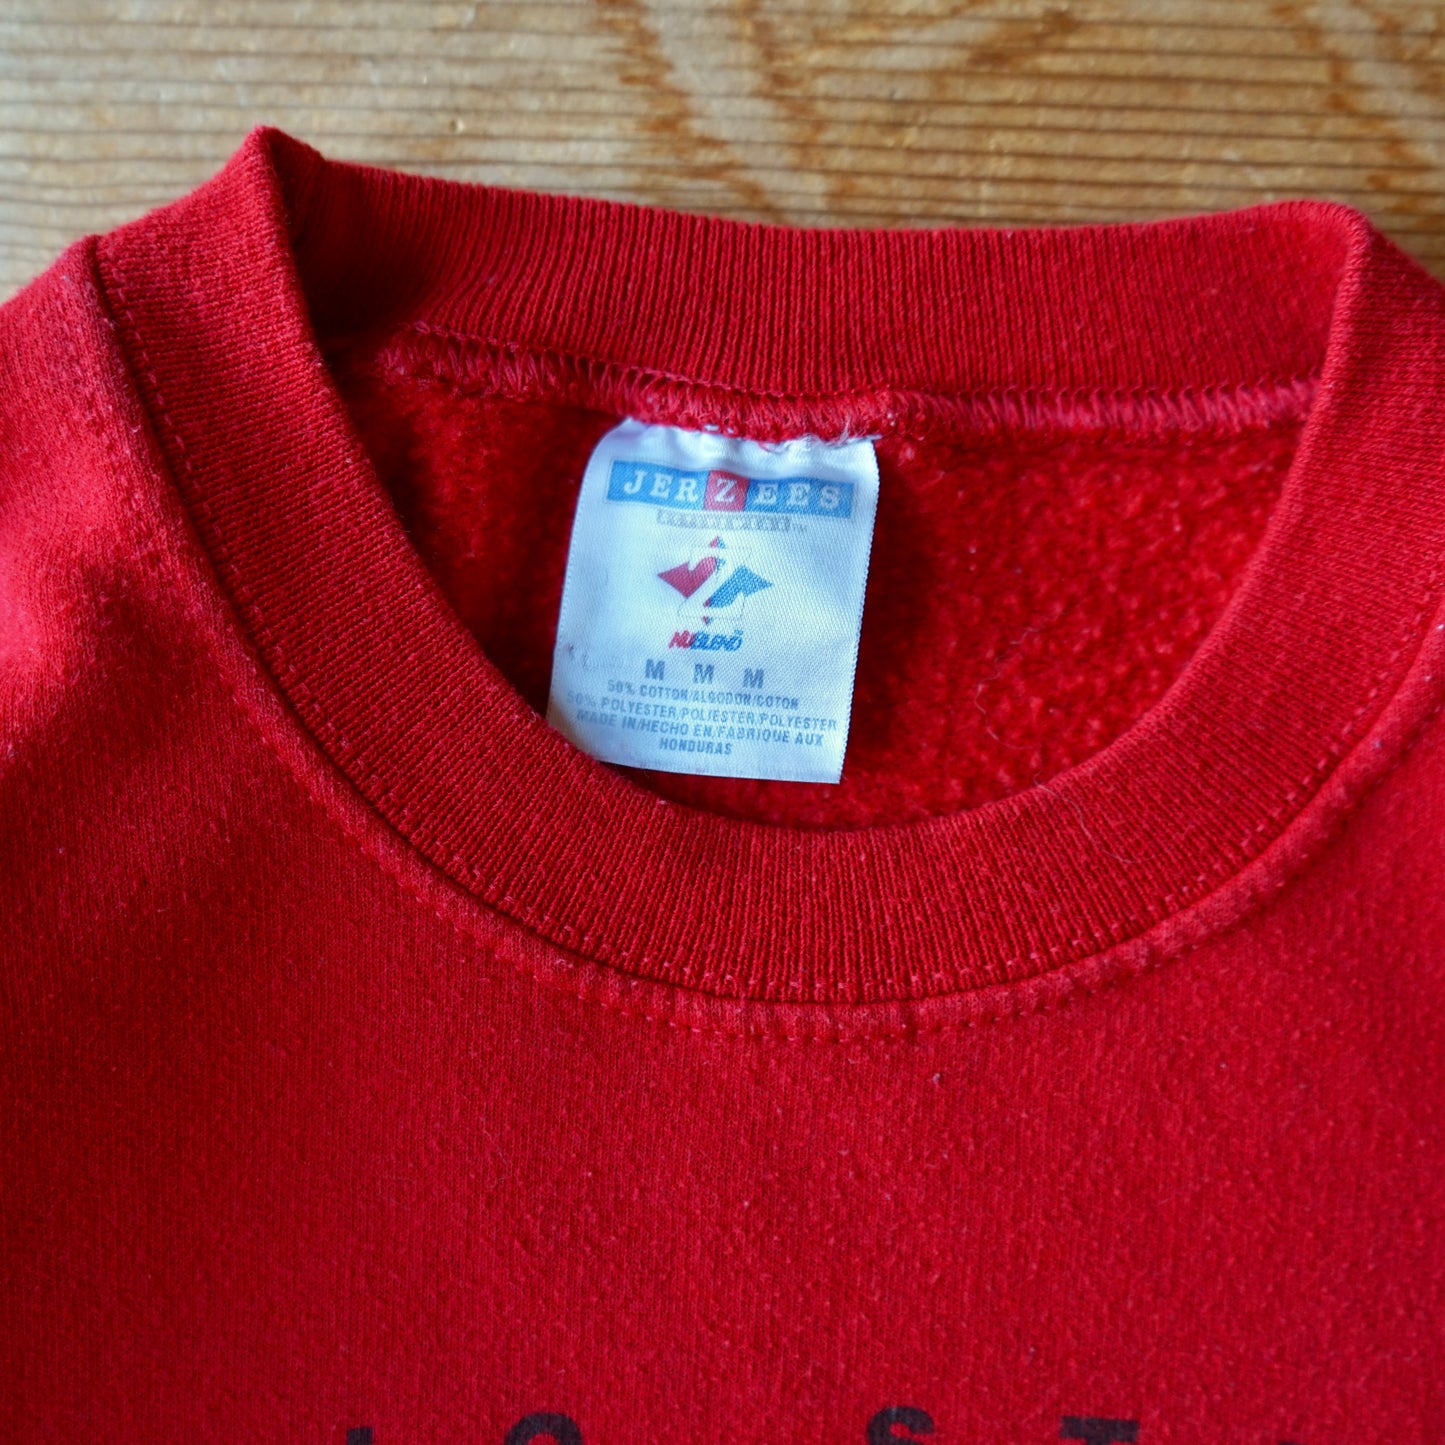 JERZEES
NUBLEND
M M M
50% COTTON/ALGODON/COTON
50% POLYESTER/POLIESTER/POLYESTER
MADE IN/HECHO EN/FABRIQUE AUX
HONDURAS